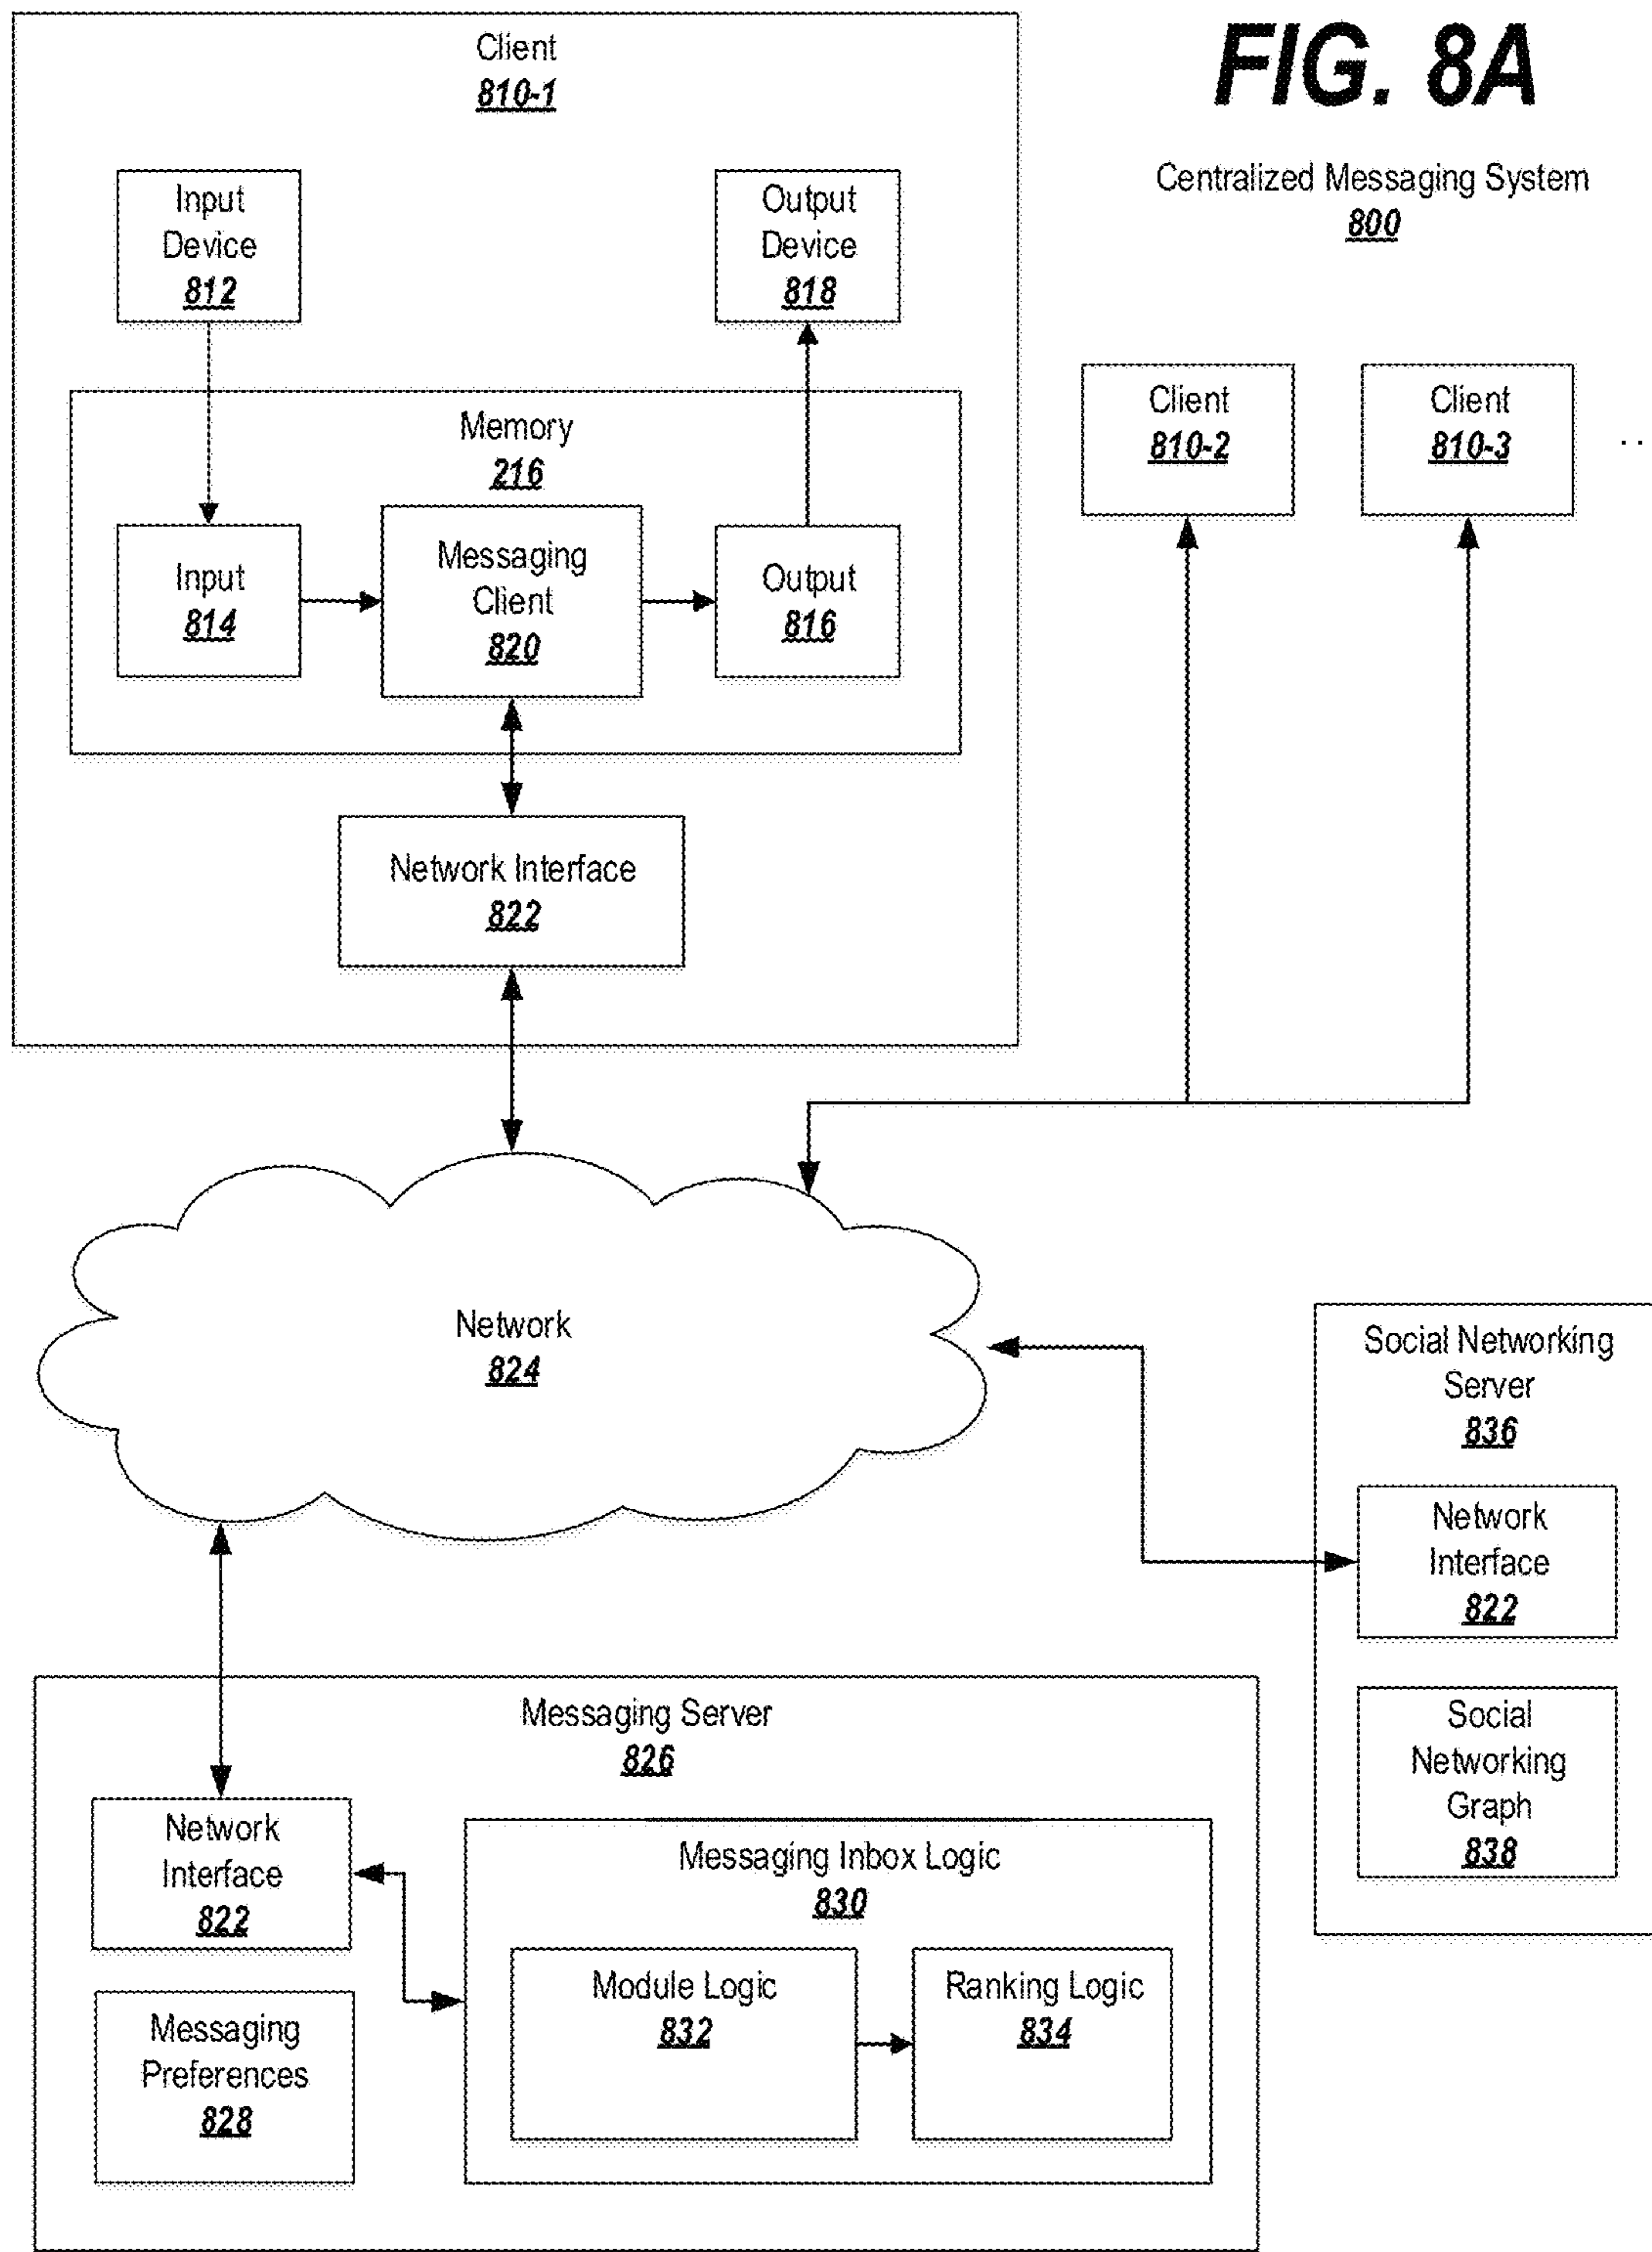 FIG. 8A
Centralized Messaging System
800
Client
810-1
Input
Device
812
Output
Device
818
Memory
216
Input
814
Messaging
Client
820
Output
816
Network Interface
822
Client
810-2
Client
810-3
..
Network
824
Social Networking
Server
836
Network
Interface
822
Social
Networking
Graph
838
Messaging Server
826
Network
Interface
822
Messaging
Preferences
828
Messaging Inbox Logic
830
Module Logic
832
Ranking Logic
834